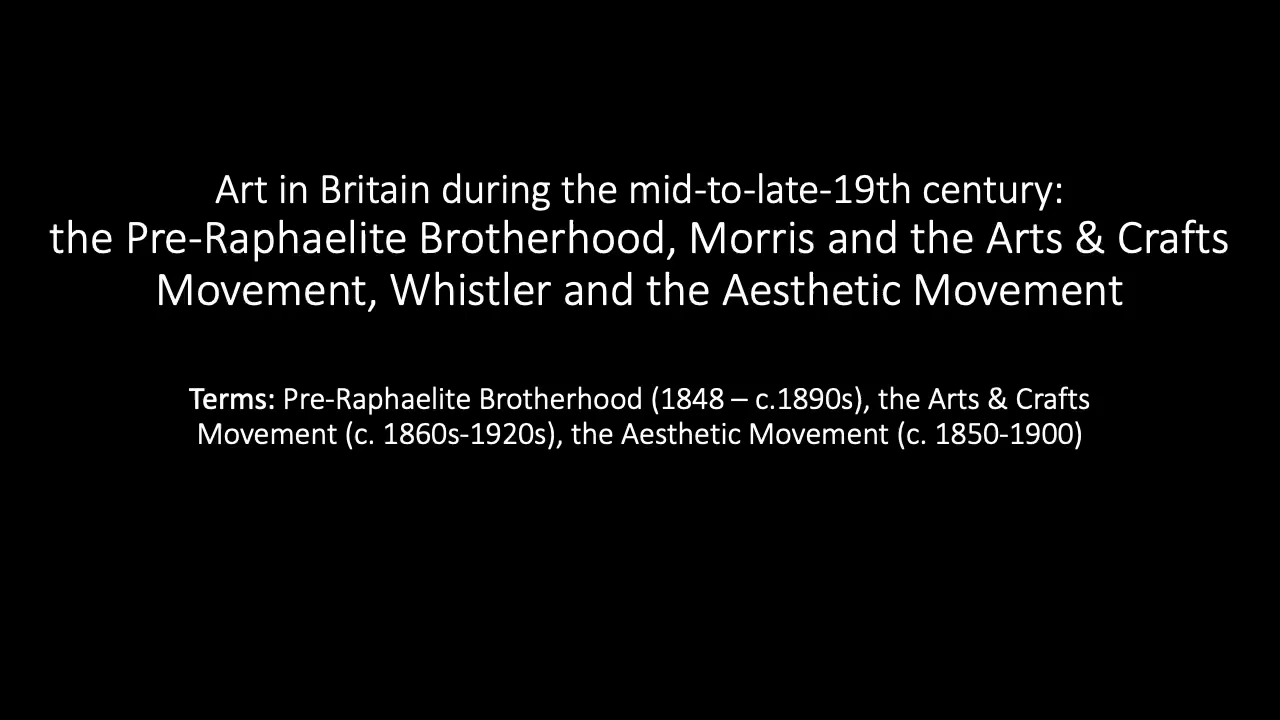 Art in Britain during the mid-to-late-19th century:
the Pre-Raphaelite Brotherhood, Morris and the Arts & Crafts
Movement, Whistler and the Aesthetic Movement
Terms: Pre-Raphaelite Brotherhood (1848 – c.1890s), the Arts & Crafts
Movement (c. 1860s-1920s), the Aesthetic Movement (c. 1850-1900)